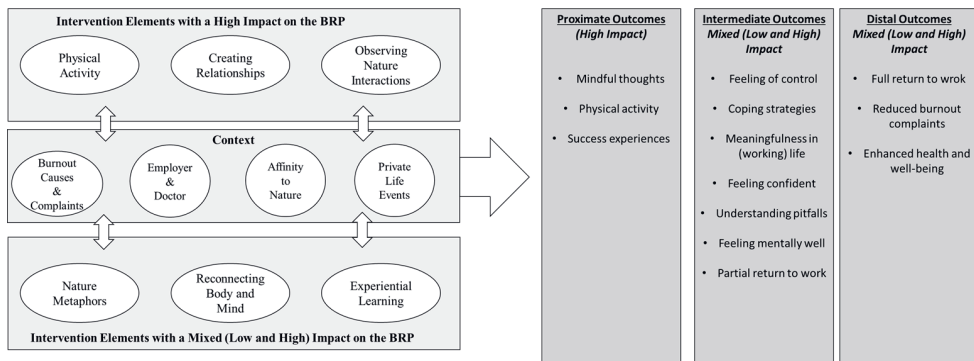 Intervention Elements with a High Impact on the BRP
Physical
Activity
Creating
Relationships
Observing
Nature
Interactions
Context
Burnout
Causes
&
Complaints
Employer
&
Doctor
Affinity
to
Nature
Private
Life
Events
Nature
Metaphors
Reconnecting
Body and
Mind
Experiential
Learning
Intervention Elements with a Mixed (Low and High) Impact on the BRP
Proximate Outcomes
(High Impact)
• Mindful thoughts
• Physical activity
• Success experiences
Intermediate Outcomes
Mixed (Low and High)
Impact
• Feeling of control
• Coping strategies
• Meaningfulness in
(working) life
• Feeling confident
• Understanding pitfalls
• Feeling mentally well
• Partial return to work
Distal Outcomes
Mixed (Low and High)
Impact
• Full return to wrok
• Reduced burnout
complaints
• Enhanced health and
well-being